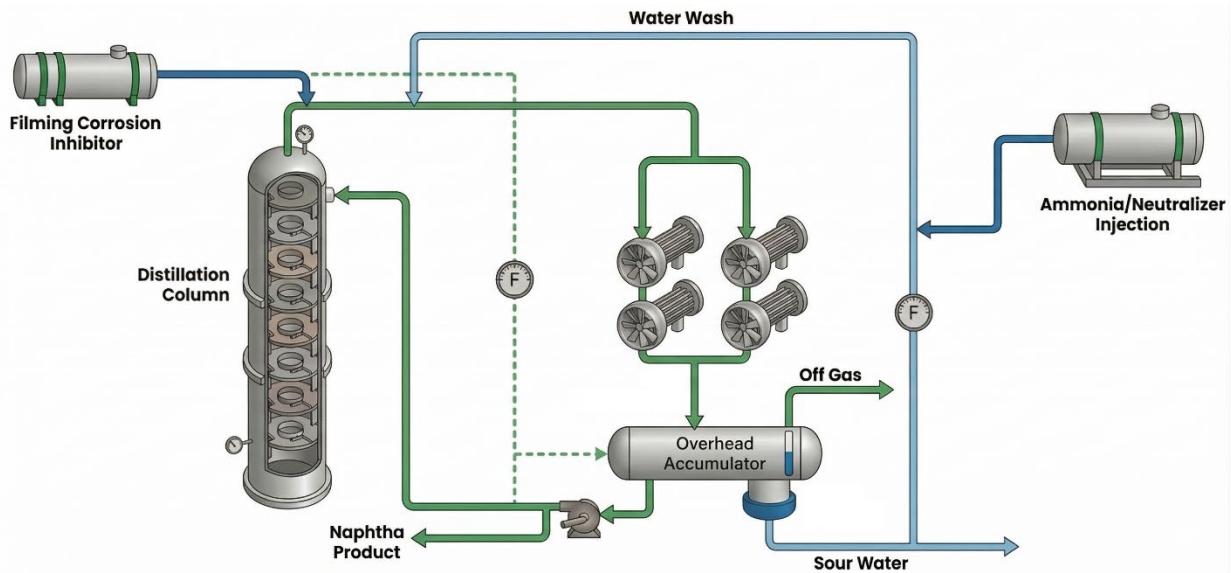 Water Wash
Filming Corrosion
Inhibitor
Ammonia/Neutralizer
Injection
Distillation
Column
F
F
Off Gas
Overhead
Accumulator
Naphtha
Product
Sour Water